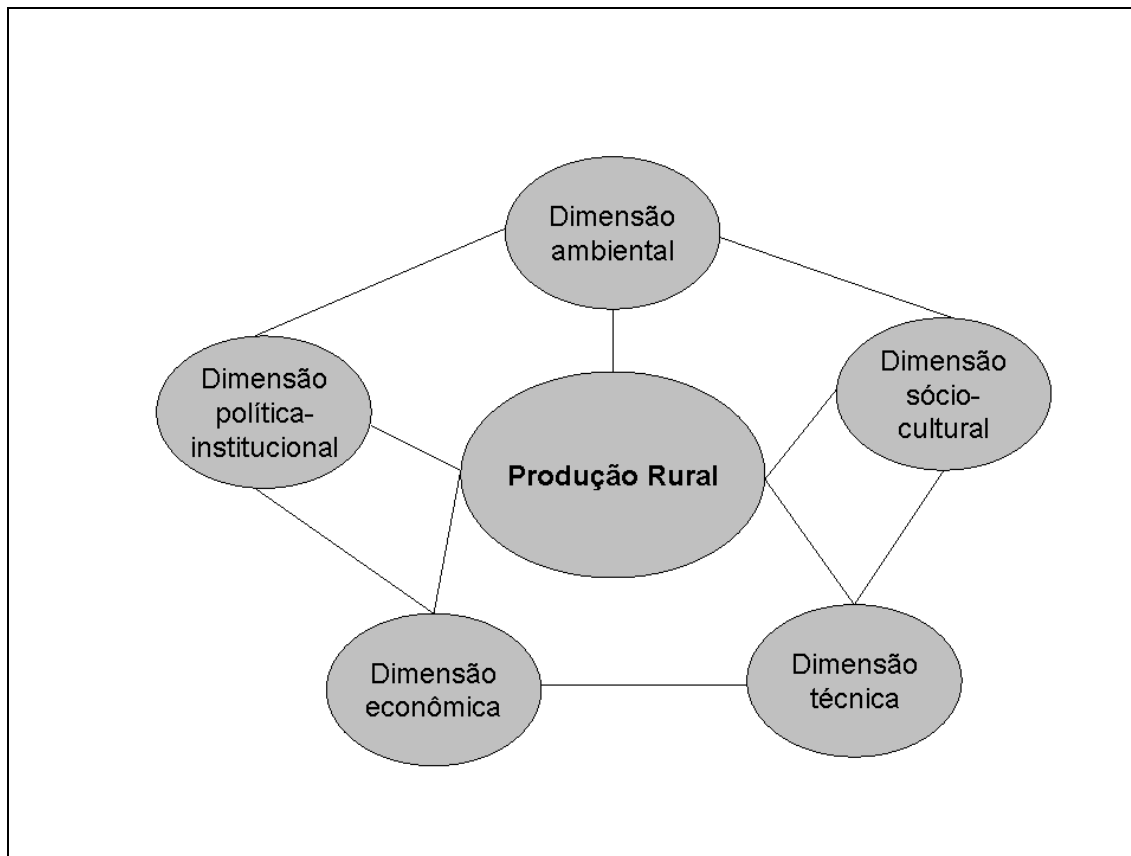 Dimensão
ambiental
Dimensão
política-
institucional
Dimensão
sócio-
cultural
Produção Rural
Dimensão
econômica
Dimensão
técnica